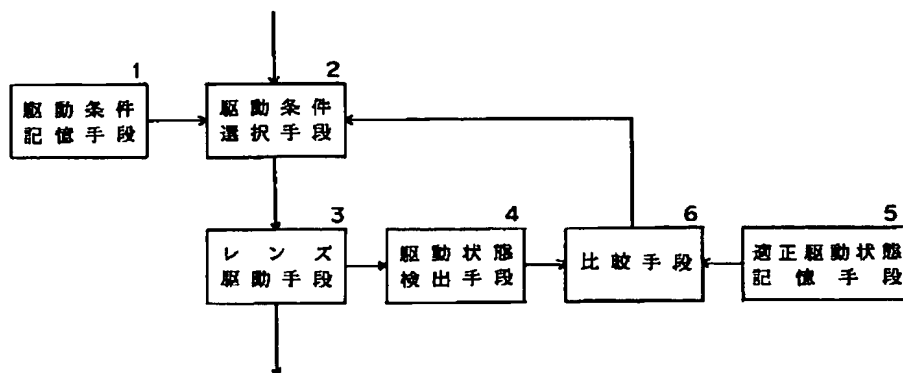 1
駆動条件
記憶手段
2
駆動条件
選択手段
3
レンズ
駆動手段
4
駆動状態
検出手段
6
比較手段
5
適正駆動状態
記憶手段